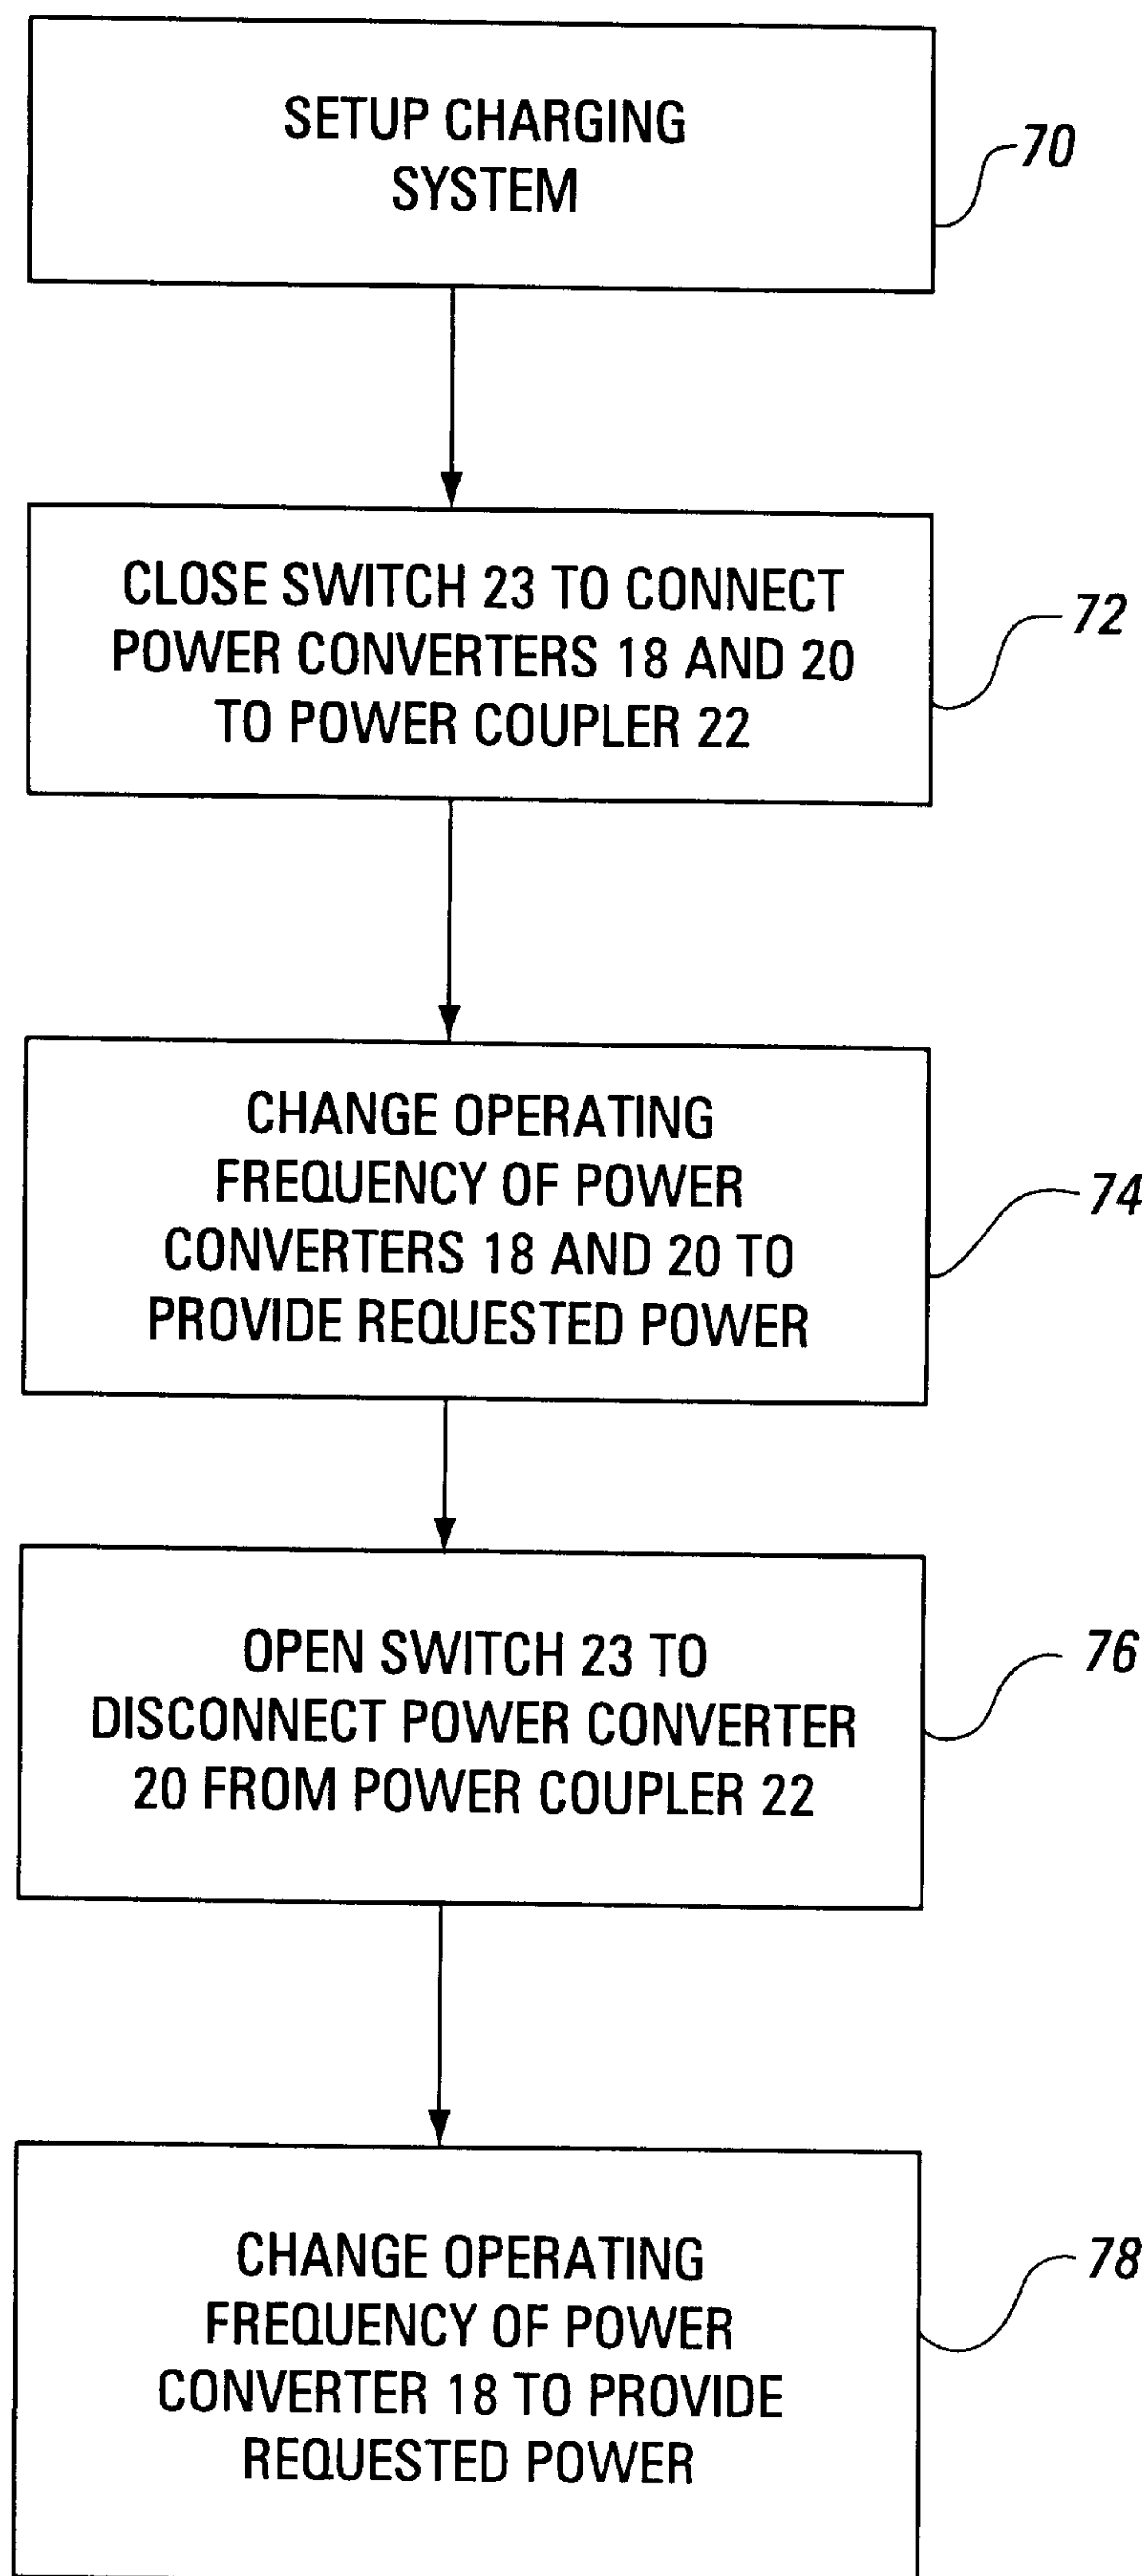 SETUP CHARGING
SYSTEM
70
CLOSE SWITCH 23 TO CONNECT
POWER CONVERTERS 18 AND 20
TO POWER COUPLER 22
72
CHANGE OPERATING
FREQUENCY OF POWER
CONVERTERS 18 AND 20 TO
PROVIDE REQUESTED POWER
74
OPEN SWITCH 23 TO
DISCONNECT POWER CONVERTER
20 FROM POWER COUPLER 22
76
CHANGE OPERATING
FREQUENCY OF POWER
CONVERTER 18 TO PROVIDE
REQUESTED POWER
78